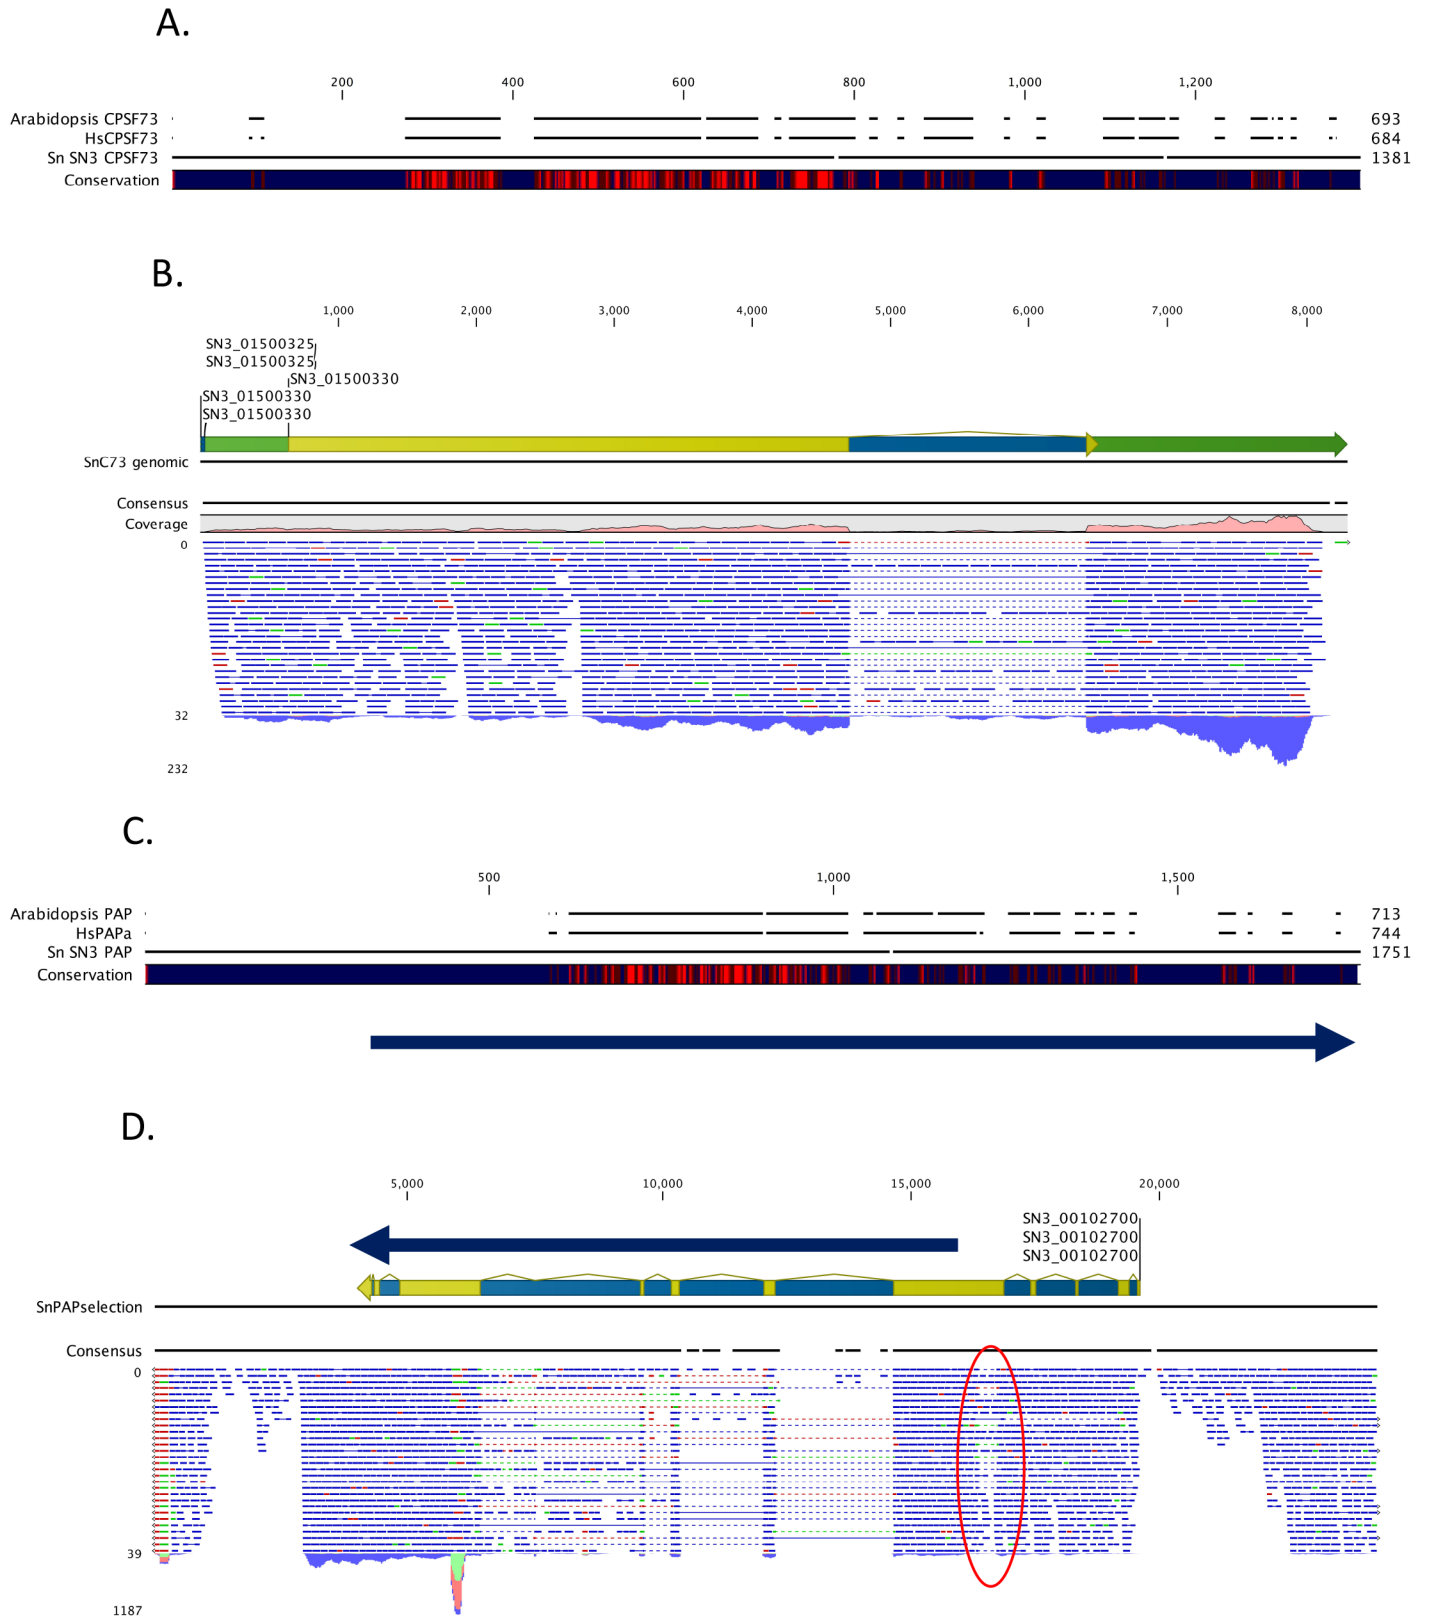 A.
200 400 600 800 1,000 1,200
Arabidopsis CPSF73 693
HsCPSF73 684
Sn SN3 CPSF73 1381
Conservation
B.
1,000 2,000 3,000 4,000 5,000 6,000 7,000 8,000
SN3_01500325
SN3_01500325
SN3_01500330
SN3_01500330
SN3_01500330
SnC73 genomic
Consensus
Coverage
0
32
232
C.
500 1,000 1,500
Arabidopsis PAP 713
HsPAPa 744
Sn SN3 PAP 1751
Conservation
D.
5,000 10,000 15,000 20,000
SN3_00102700
SN3_00102700
SN3_00102700
SnPAPselection
Consensus
0
39
1187